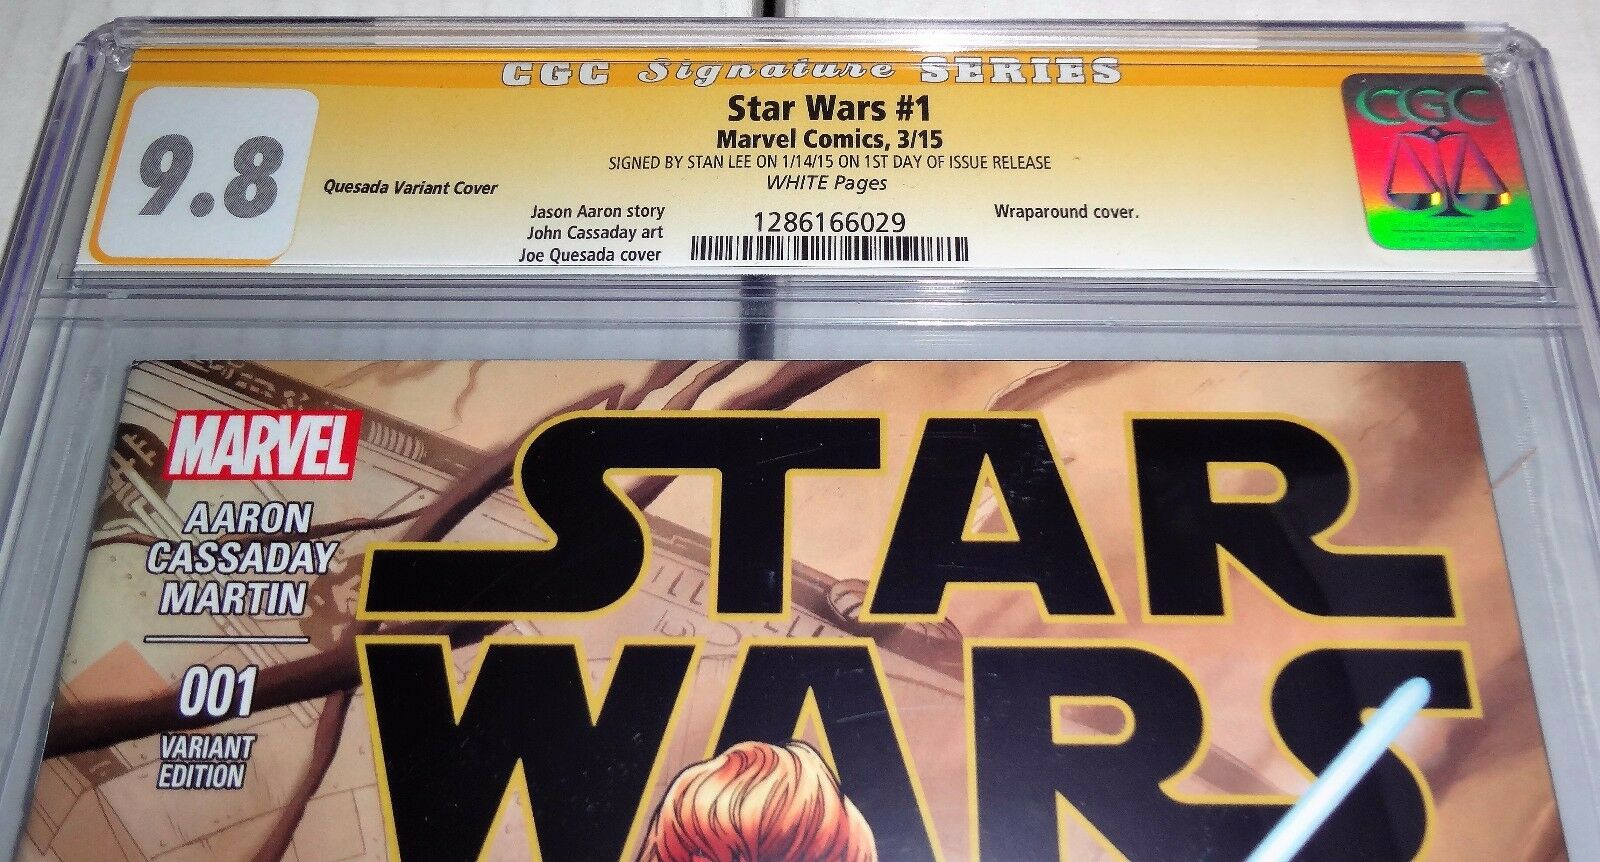 CGC Signature SERIES
9.8
Star Wars #1
Marvel Comics, 3/15
SIGNED BY STAN LEE ON 1/14/15 ON 1ST DAY OF ISSUE RELEASE
WHITE Pages
Quesada Variant Cover
Jason Aaron story
John Cassaday art
Joe Quesada cover
1286166029
Wraparound cover.
CGC
MARVEL
AARON
CASSADAY
MARTIN
001
VARIANT
EDITION
STAR
WARS